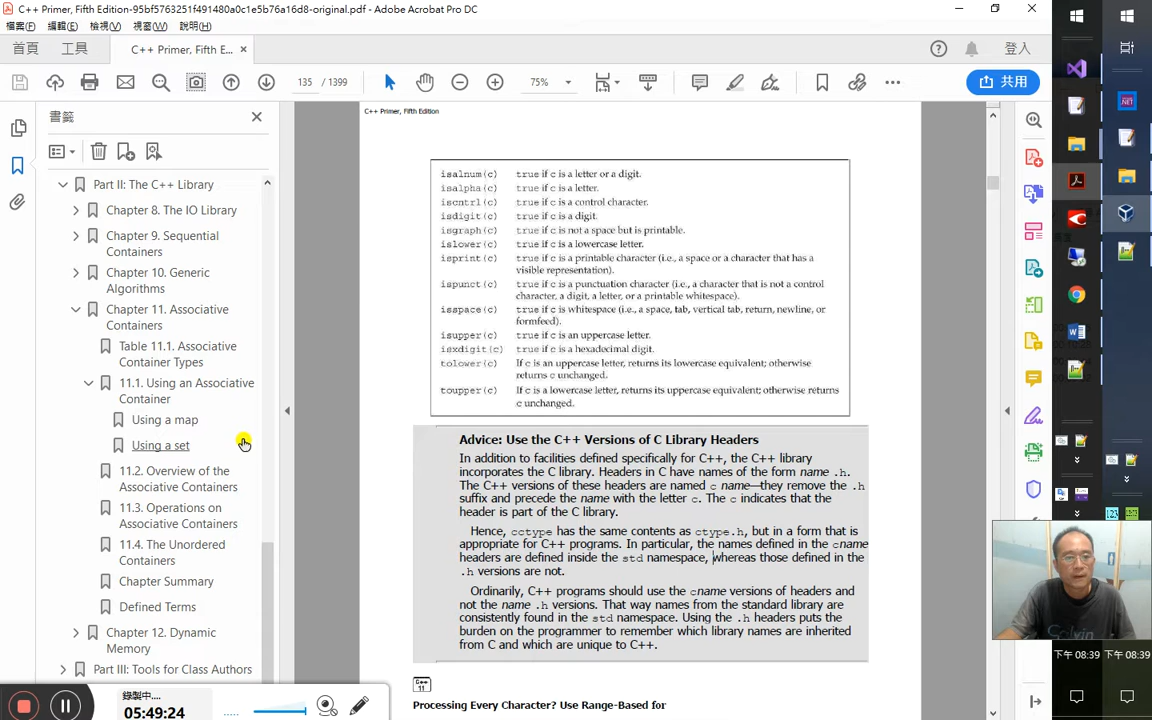 C++ Primer, Fifth Edition-95bf5763251f491480a0c1e5b76a16d8-original.pdf - Adobe Acrobat Pro DC
檔案(F) 編輯(E) 檢視(V) 視窗(W) 說明(H)
首頁 工具 C++ Primer, Fifth E... ×
登入
135 / 1399
75%
共用
書籤
Part II: The C++ Library
Chapter 8. The IO Library
Chapter 9. Sequential
Containers
Chapter 10. Generic
Algorithms
Chapter 11. Associative
Containers
Table 11.1. Associative
Container Types
11.1. Using an Associative
Container
Using a map
Using a set
11.2. Overview of the
Associative Containers
11.3. Operations on
Associative Containers
11.4. The Unordered
Containers
Chapter Summary
Defined Terms
Chapter 12. Dynamic
Memory
Part III: Tools for Class Authors
C++ Primer, Fifth Edition
isalnum(c) true if c is a letter or a digit.
isalpha(c) true if c is a letter.
iscntrl(c) true if c is a control character.
isdigit(c) true if c is a digit.
isgraph(c) true if c is not a space but is printable.
islower(c) true if c is a lowercase letter.
isprint(c) true if c is a printable character (i.e., a space or a character that has a
visible representation).
ispunct(c) true if c is a punctuation character (i.e., a character that is not a control
character, a digit, a letter, or a printable whitespace).
isspace(c) true if c is whitespace (i.e., a space, tab, vertical tab, return, newline, or
formfeed).
isupper(c) true if c is an uppercase letter.
isxdigit(c) true if c is a hexadecimal digit.
tolower(c) If c is an uppercase letter, returns its lowercase equivalent; otherwise
returns c unchanged.
toupper(c) If c is a lowercase letter, returns its uppercase equivalent; otherwise returns
c unchanged.
Advice: Use the C++ Versions of C Library Headers
In addition to facilities defined specifically for C++, the C++ library
incorporates the C library. Headers in C have names of the form name .h.
The C++ versions of these headers are named c name—they remove the .h
suffix and precede the name with the letter c. The c indicates that the
header is part of the C library.
Hence, cctype has the same contents as ctype.h, but in a form that is
appropriate for C++ programs. In particular, the names defined in the cname
headers are defined inside the std namespace, whereas those defined in the
.h versions are not.
Ordinarily, C++ programs should use the cname versions of headers and
not the name .h versions. That way names from the standard library are
consistently found in the std namespace. Using the .h headers puts the
burden on the programmer to remember which library names are inherited
from C and which are unique to C++.
C++
11
Processing Every Character? Use Range-Based for
錄製中....
05:49:24
下午 08:39 下午 08:39